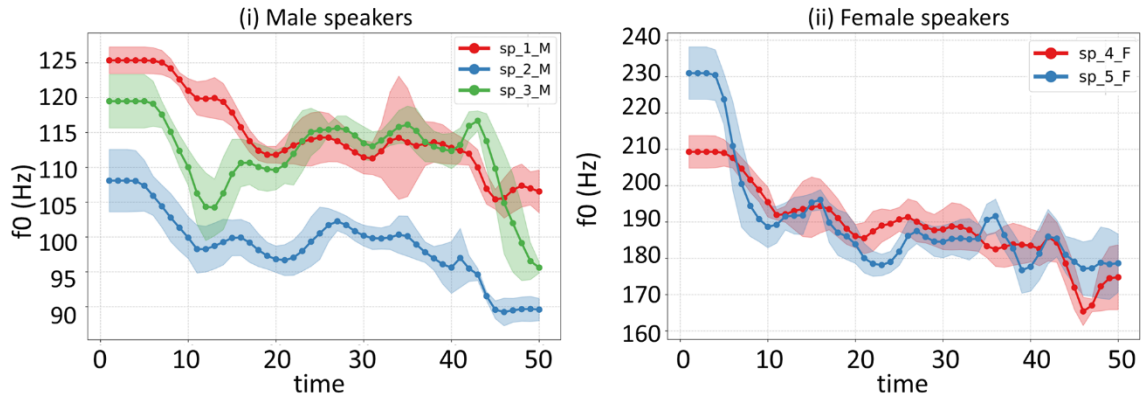 (i) Male speakers
f0 (Hz)
125
120
115
110
105
100
95
90
sp_1_M
sp_2_M
sp_3_M
0 10 20 30 40 50
time
(ii) Female speakers
f0 (Hz)
240
230
220
210
200
190
180
170
160
sp_4_F
sp_5_F
0 10 20 30 40 50
time